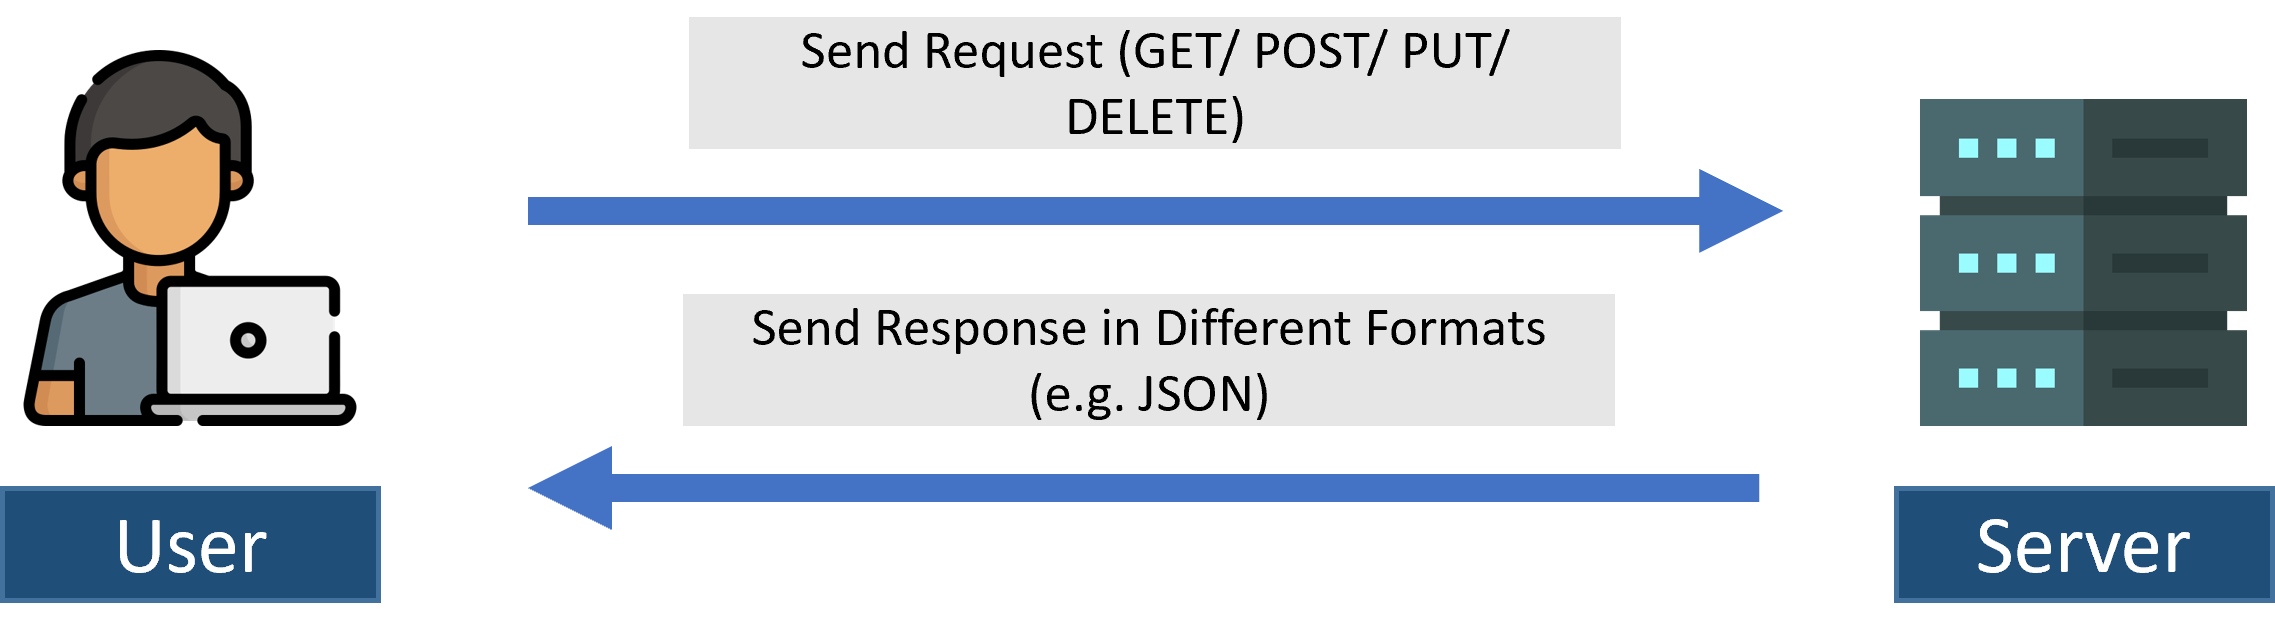 Send Request (GET/ POST/ PUT/
DELETE)
Send Response in Different Formats
(e.g. JSON)
User
Server